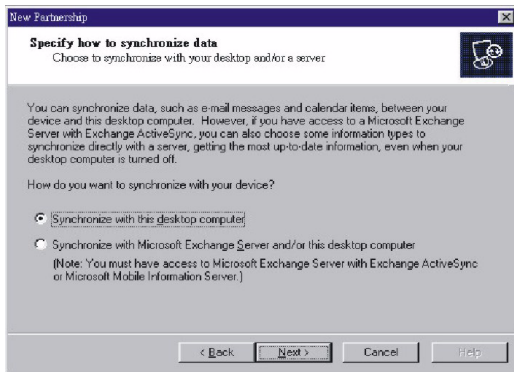 New Partnership
Specify how to synchronize data
Choose to synchronize with your desktop and/or a server
You can synchronize data, such as e-mail messages and calendar items, between your
device and this desktop computer. However, if you have access to a Microsoft Exchange
Server with Exchange ActiveSync, you can also choose some information types to
synchronize directly with a server, getting the most up-to-date information, even when your
desktop computer is turned off.
How do you want to synchronize with your device?
Synchronize with this desktop computer
Synchronize with Microsoft Exchange Server and/or this desktop computer
(Note: You must have access to Microsoft Exchange Server with Exchange ActiveSync
or Microsoft Mobile Information Server.)
< Back Next > Cancel Help